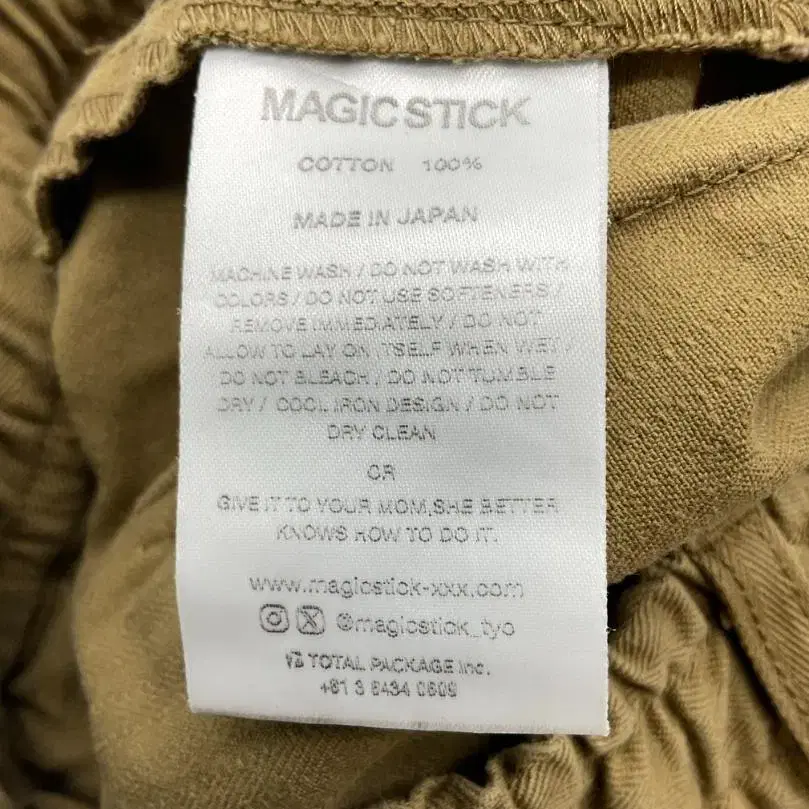 MAGIC STICK
COTTON 100%
MADE IN JAPAN
MACHINE WASH / DO NOT WASH WITH
COLORS / DO NOT USE SOFTENERS /
REMOVE IMMEDIATELY / DO NOT
ALLOW TO LAY ON ITSELF WHEN WET /
DO NOT BLEACH / DO NOT TUMBLE
DRY / COOL IRON DESIGN / DO NOT
DRY CLEAN
OR
GIVE IT TO YOUR MOM,SHE BETTER
KNOWS HOW TO DO IT.
www.magicstick-xxx.com
@magicstick_tyo
TOTAL PACKAGE Inc.
+81 3 6434 0609